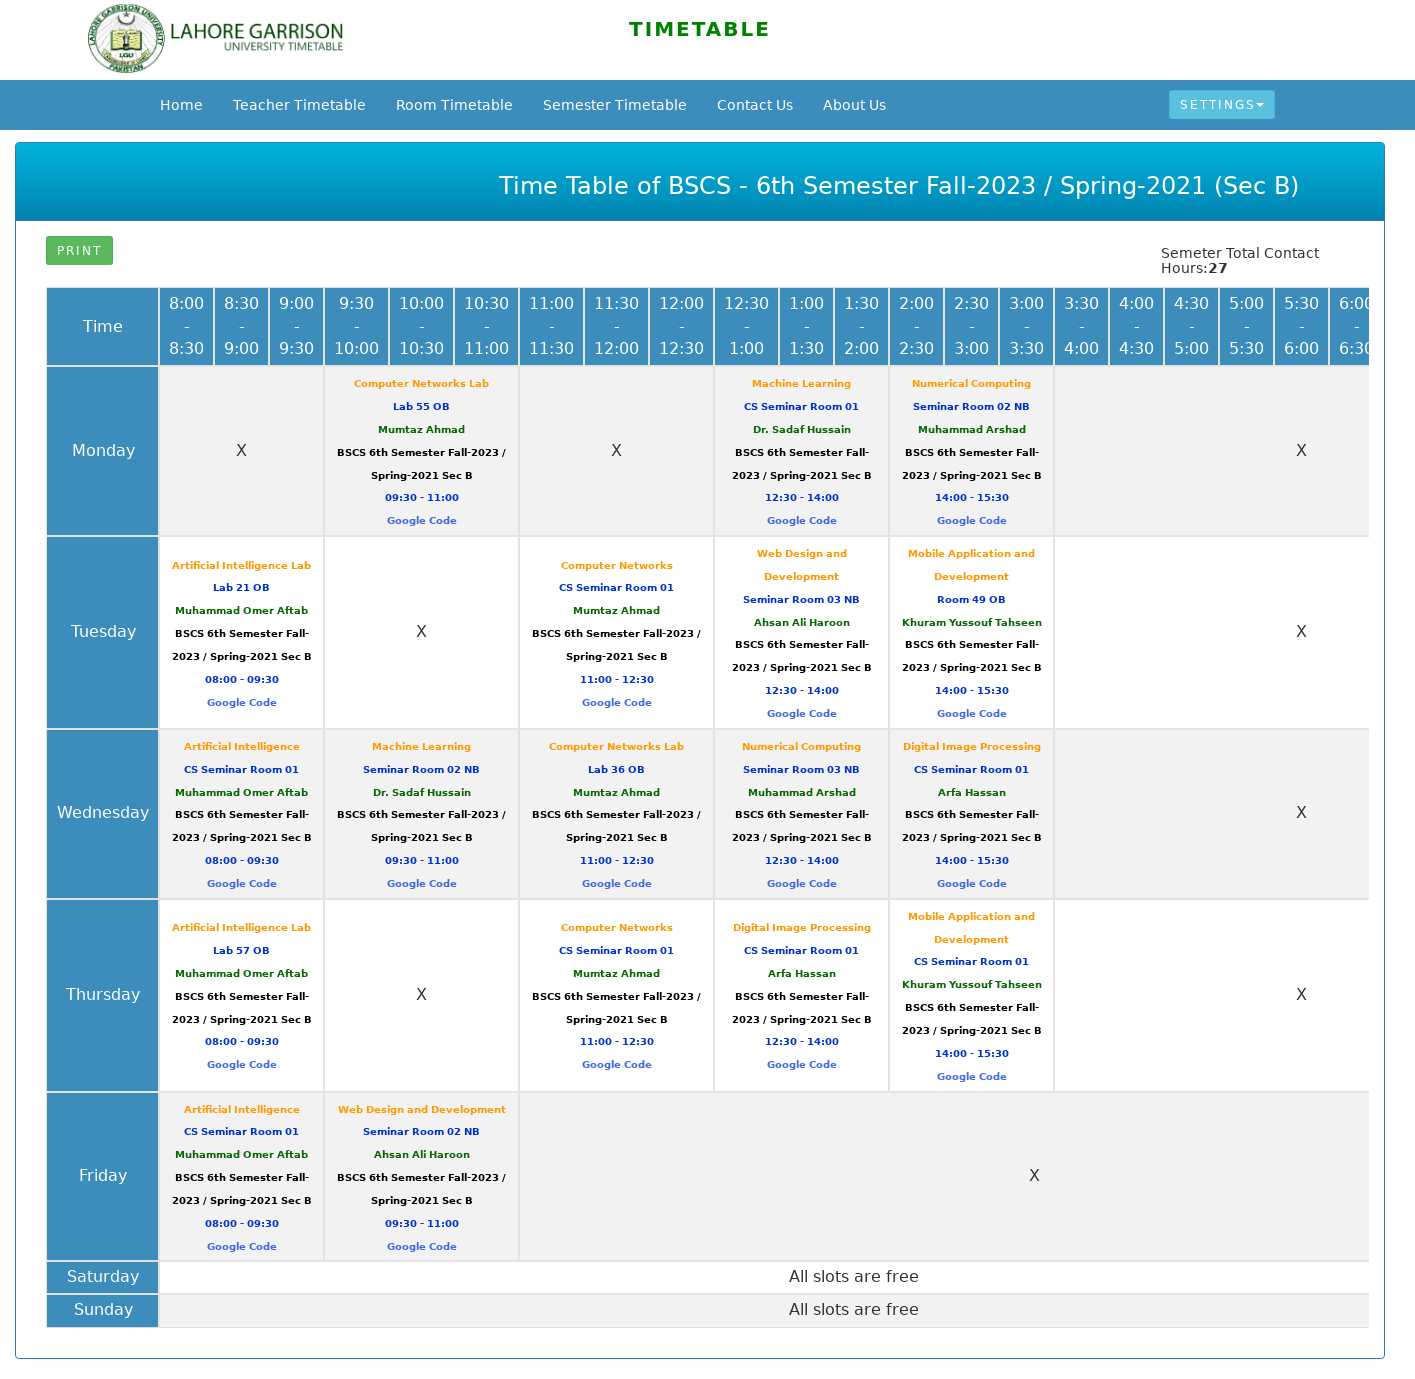 LAHORE GARRISON
UNIVERSITY TIMETABLE
TIMETABLE
Home Teacher Timetable Room Timetable Semester Timetable Contact Us About Us SETTINGS
Time Table of BSCS - 6th Semester Fall-2023 / Spring-2021 (Sec B)
PRINT
Semeter Total Contact
Hours:27
Time
8:00 - 8:30
8:30 - 9:00
9:00 - 9:30
9:30 - 10:00
10:00 - 10:30
10:30 - 11:00
11:00 - 11:30
11:30 - 12:00
12:00 - 12:30
12:30 - 1:00
1:00 - 1:30
1:30 - 2:00
2:00 - 2:30
2:30 - 3:00
3:00 - 3:30
3:30 - 4:00
4:00 - 4:30
4:30 - 5:00
5:00 - 5:30
5:30 - 6:00
6:00 - 6:30
Monday
X
Computer Networks Lab
Lab 55 OB
Mumtaz Ahmad
BSCS 6th Semester Fall-2023 /
Spring-2021 Sec B
09:30 - 11:00
Google Code
X
Machine Learning
CS Seminar Room 01
Dr. Sadaf Hussain
BSCS 6th Semester Fall-
2023 / Spring-2021 Sec B
12:30 - 14:00
Google Code
Numerical Computing
Seminar Room 02 NB
Muhammad Arshad
BSCS 6th Semester Fall-
2023 / Spring-2021 Sec B
14:00 - 15:30
Google Code
X
Tuesday
Artificial Intelligence Lab
Lab 21 OB
Muhammad Omer Aftab
BSCS 6th Semester Fall-
2023 / Spring-2021 Sec B
08:00 - 09:30
Google Code
X
Computer Networks
CS Seminar Room 01
Mumtaz Ahmad
BSCS 6th Semester Fall-2023 /
Spring-2021 Sec B
11:00 - 12:30
Google Code
Web Design and
Development
Seminar Room 03 NB
Ahsan Ali Haroon
BSCS 6th Semester Fall-
2023 / Spring-2021 Sec B
12:30 - 14:00
Google Code
Mobile Application and
Development
Room 49 OB
Khuram Yussouf Tahseen
BSCS 6th Semester Fall-
2023 / Spring-2021 Sec B
14:00 - 15:30
Google Code
X
Wednesday
Artificial Intelligence
CS Seminar Room 01
Muhammad Omer Aftab
BSCS 6th Semester Fall-
2023 / Spring-2021 Sec B
08:00 - 09:30
Google Code
Machine Learning
Seminar Room 02 NB
Dr. Sadaf Hussain
BSCS 6th Semester Fall-2023 /
Spring-2021 Sec B
09:30 - 11:00
Google Code
Computer Networks Lab
Lab 36 OB
Mumtaz Ahmad
BSCS 6th Semester Fall-2023 /
Spring-2021 Sec B
11:00 - 12:30
Google Code
Numerical Computing
Seminar Room 03 NB
Muhammad Arshad
BSCS 6th Semester Fall-
2023 / Spring-2021 Sec B
12:30 - 14:00
Google Code
Digital Image Processing
CS Seminar Room 01
Arfa Hassan
BSCS 6th Semester Fall-
2023 / Spring-2021 Sec B
14:00 - 15:30
Google Code
X
Thursday
Artificial Intelligence Lab
Lab 57 OB
Muhammad Omer Aftab
BSCS 6th Semester Fall-
2023 / Spring-2021 Sec B
08:00 - 09:30
Google Code
X
Computer Networks
CS Seminar Room 01
Mumtaz Ahmad
BSCS 6th Semester Fall-2023 /
Spring-2021 Sec B
11:00 - 12:30
Google Code
Digital Image Processing
CS Seminar Room 01
Arfa Hassan
BSCS 6th Semester Fall-
2023 / Spring-2021 Sec B
12:30 - 14:00
Google Code
Mobile Application and
Development
CS Seminar Room 01
Khuram Yussouf Tahseen
BSCS 6th Semester Fall-
2023 / Spring-2021 Sec B
14:00 - 15:30
Google Code
X
Friday
Artificial Intelligence
CS Seminar Room 01
Muhammad Omer Aftab
BSCS 6th Semester Fall-
2023 / Spring-2021 Sec B
08:00 - 09:30
Google Code
Web Design and Development
Seminar Room 02 NB
Ahsan Ali Haroon
BSCS 6th Semester Fall-2023 /
Spring-2021 Sec B
09:30 - 11:00
Google Code
X
Saturday
All slots are free
Sunday
All slots are free